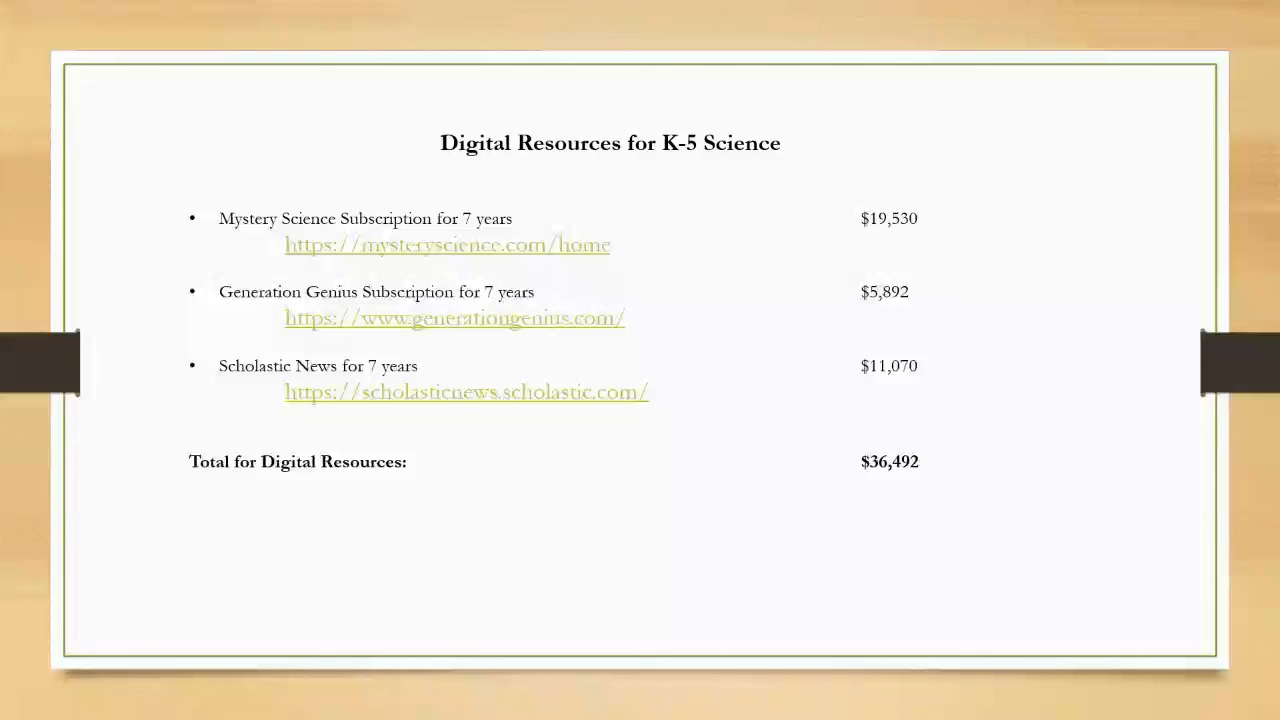 Digital Resources for K-5 Science
• Mystery Science Subscription for 7 years $19,530
https://mysteryscience.com/home
• Generation Genius Subscription for 7 years $5,892
https://www.generationgenius.com/
• Scholastic News for 7 years $11,070
https://scholasticnews.scholastic.com/
Total for Digital Resources: $36,492